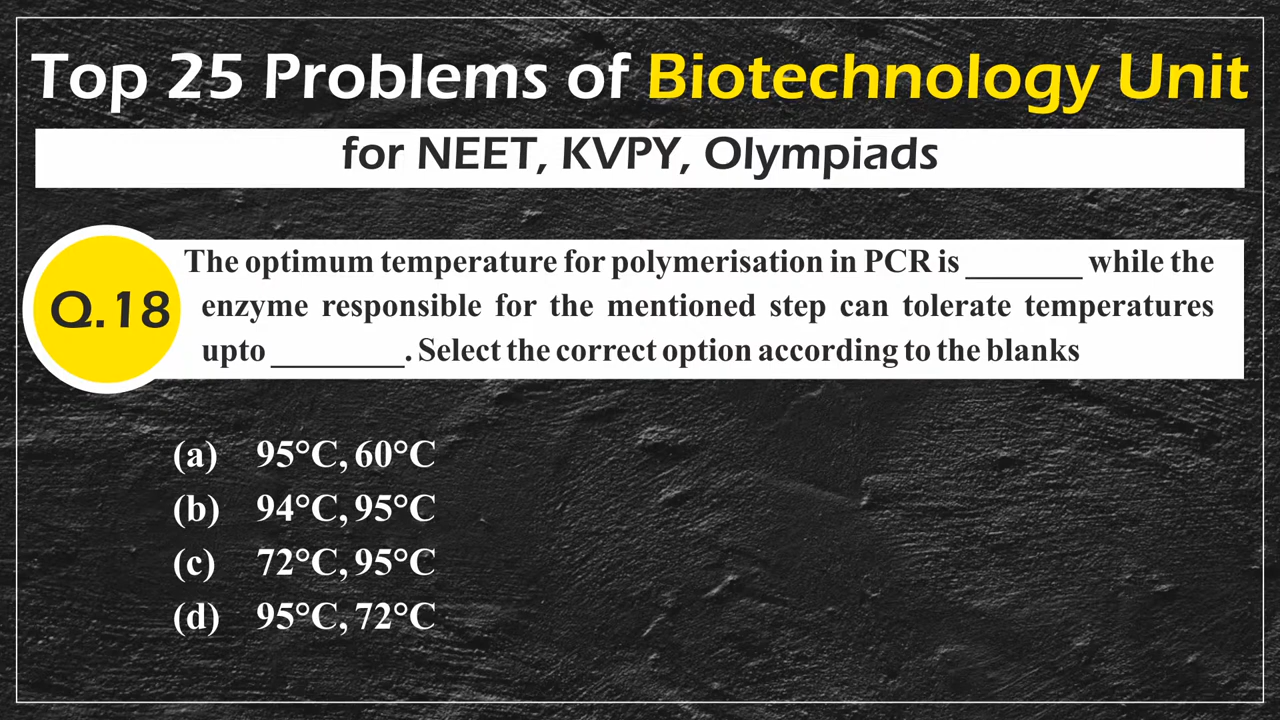 Top 25 Problems of Biotechnology Unit
for NEET, KVPY, Olympiads
Q.18
The optimum temperature for polymerisation in PCR is _______ while the
enzyme responsible for the mentioned step can tolerate temperatures
upto ________. Select the correct option according to the blanks
(a) 95°C, 60°C
(b) 94°C, 95°C
(c) 72°C, 95°C
(d) 95°C, 72°C